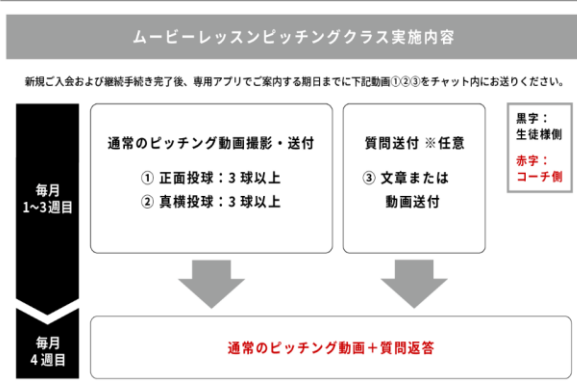 ムービーレッスンピッチングクラス実施内容
新規ご入会および継続手続き完了後、専用アプリでご案内する期日までに下記動画①②③をチャット内にお送りください。
毎月
1~3週目
通常のピッチング動画撮影・送付
① 正面投球：3球以上
② 真横投球：3球以上
質問送付 ※任意
③ 文章または
動画送付
黒字：
生徒様側
赤字：
コーチ側
毎月
4週目
通常のピッチング動画＋質問返答